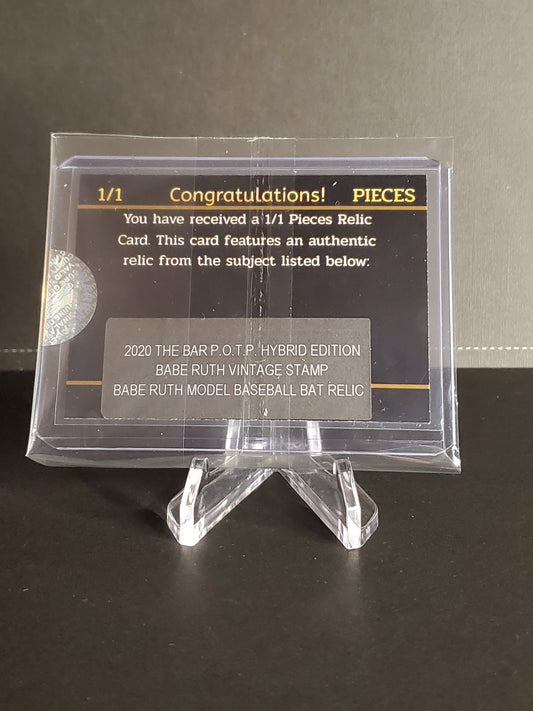 1/1 Congratulations! PIECES
You have received a 1/1 Pieces Relic
Card. This card features an authentic
relic from the subject listed below:
2020 THE BAR P.O.T.P. HYBRID EDITION
BABE RUTH VINTAGE STAMP
BABE RUTH MODEL BASEBALL BAT RELIC